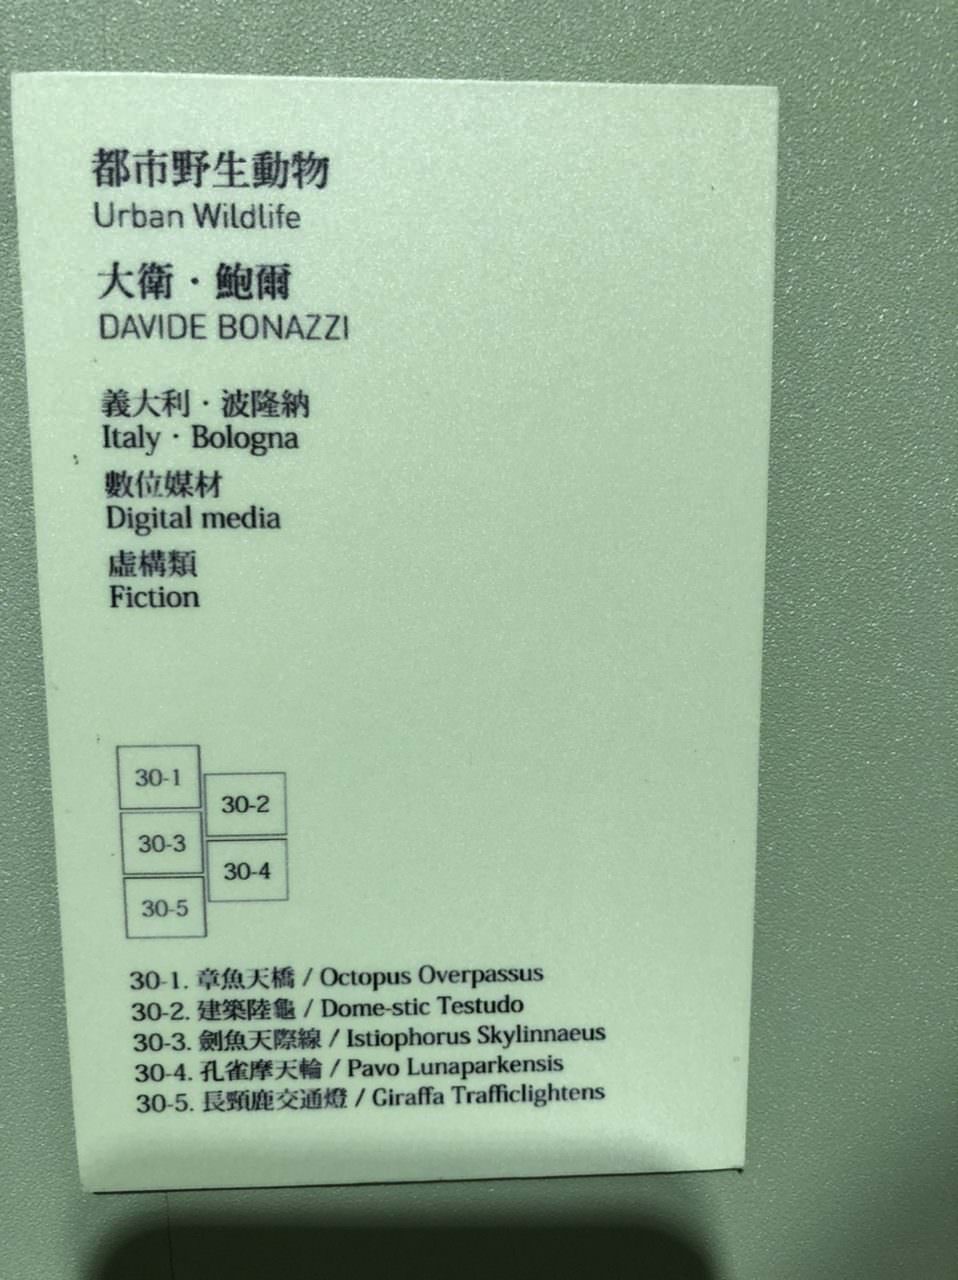 都市野生動物
Urban Wildlife
大衛・鮑爾
DAVIDE BONAZZI
義大利・波隆納
Italy・Bologna
數位媒材
Digital media
虛構類
Fiction
30-1
30-2
30-3
30-4
30-5
30-1. 章魚天橋 / Octopus Overpassus
30-2. 建築陸龜 / Dome-stic Testudo
30-3. 劍魚天際線 / Istiophorus Skylinnaeus
30-4. 孔雀摩天輪 / Pavo Lunaparkensis
30-5. 長頸鹿交通燈 / Giraffa Trafficlightens